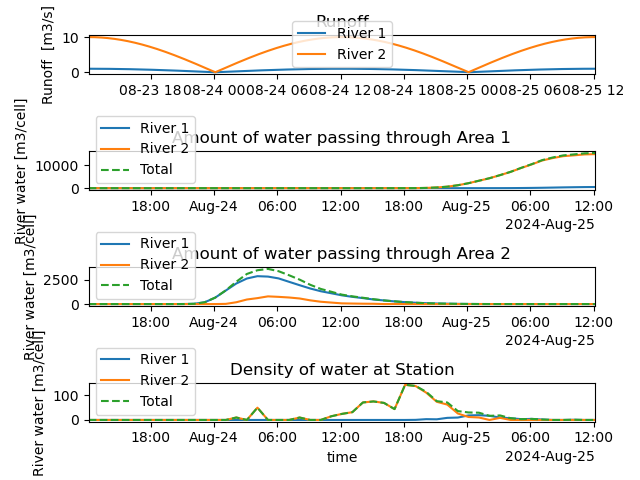 Runoff
Runoff [m3/s]
10
0
River 1
River 2
08-23 18 08-24 00 08-24 06 08-24 12 08-24 18 08-25 00 08-25 06 08-25 12
Amount of water passing through Area 1
River water [m3/cell]
10000
0
River 1
River 2
Total
18:00 Aug-24 06:00 12:00 18:00 Aug-25 06:00 12:00
2024-Aug-25
Amount of water passing through Area 2
River water [m3/cell]
2500
0
River 1
River 2
Total
18:00 Aug-24 06:00 12:00 18:00 Aug-25 06:00 12:00
2024-Aug-25
Density of water at Station
River water [m3/cell]
100
0
River 1
River 2
Total
18:00 Aug-24 06:00 12:00 18:00 Aug-25 06:00 12:00
time
2024-Aug-25